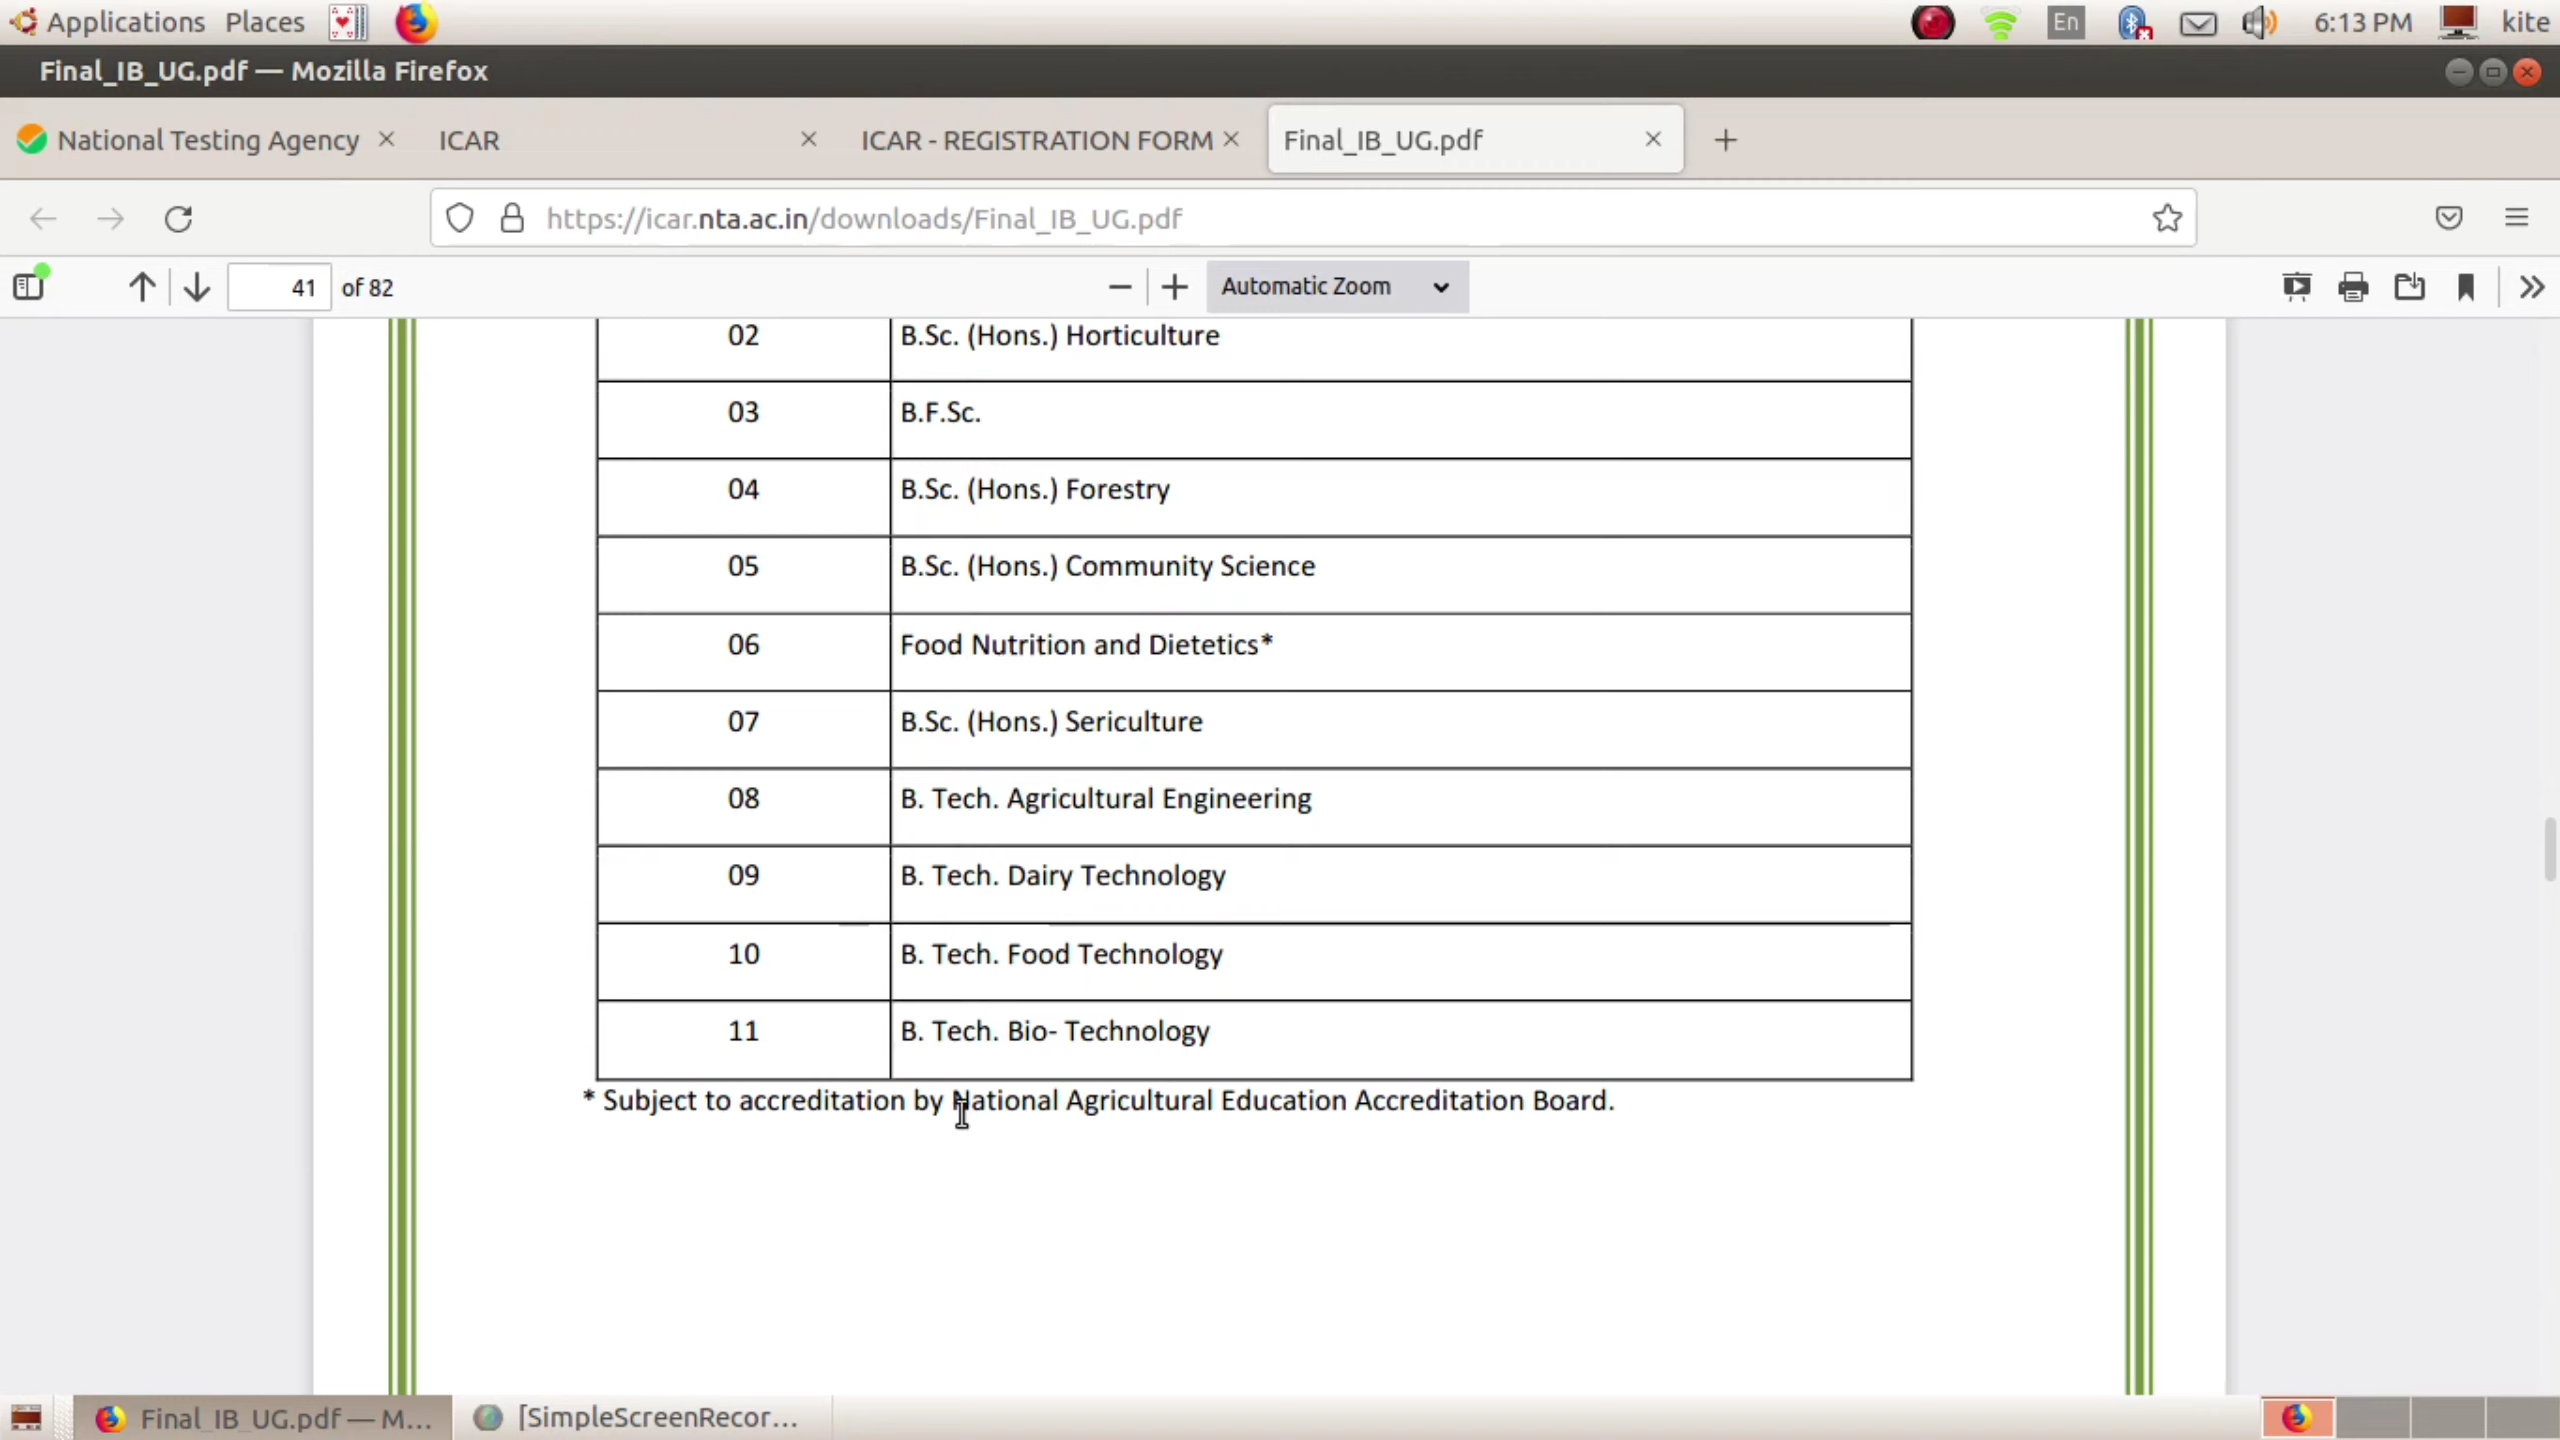 Applications Places En 6:13 PM kite
Final_IB_UG.pdf — Mozilla Firefox
National Testing Agency ICAR ICAR - REGISTRATION FORM Final_IB_UG.pdf
https://icar.nta.ac.in/downloads/Final_IB_UG.pdf
41 of 82 Automatic Zoom
02 B.Sc. (Hons.) Horticulture
03 B.F.Sc.
04 B.Sc. (Hons.) Forestry
05 B.Sc. (Hons.) Community Science
06 Food Nutrition and Dietetics*
07 B.Sc. (Hons.) Sericulture
08 B. Tech. Agricultural Engineering
09 B. Tech. Dairy Technology
10 B. Tech. Food Technology
11 B. Tech. Bio- Technology
* Subject to accreditation by National Agricultural Education Accreditation Board.
Final_IB_UG.pdf — M... [SimpleScreenRecor...